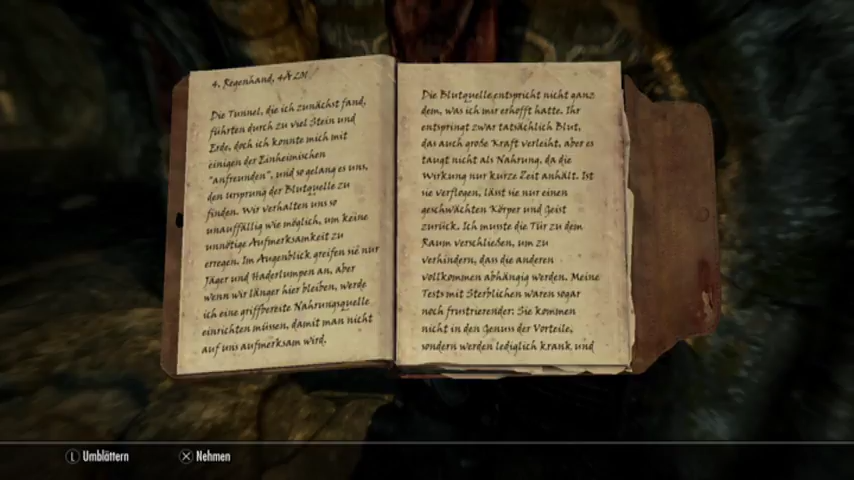 4. Regenhand, 4Ä 2M
Die Tunnel, die ich zunächst fand,
führten durch zu viel Stein und
Erde, doch ich konnte mich mit
einigen der Einheimischen
"anfreunden", und so gelang es uns,
den ursprung der Blutquelle zu
finden. Wir verhalten uns so
unauffällig wie möglich, um keine
unnötige Aufmerksamkeit zu
erregen. Im Augenblick greifen sie nur
Jäger und Haderlumpen an, aber
wenn wir länger hier bleiben, werde
ich eine griffbereite Nahrungsquelle
einrichten müssen, damit man nicht
auf uns aufmerksam wird.
Die Blutquelle entspricht nicht ganz
dem, was ich mir erhofft hatte. Ihr
entspringt zwar tatsächlich Blut,
das auch große Kraft verleiht, aber es
taugt nicht als Nahrung, da die
Wirkung nur kurze Zeit anhält. Ist
sie verflogen, lässt sie nur einen
geschwächten Körper und Geist
zurück. Ich musste die Tür zu dem
Raum verschließen, um zu
verhindern, dass die anderen
vollkommen abhängig werden. Meine
Tests mit Sterblichen waren sogar
noch frustrierender: Sie kommen
nicht in den Genuss der Vorteile,
sondern werden lediglich krank und
L Umblättern
X Nehmen